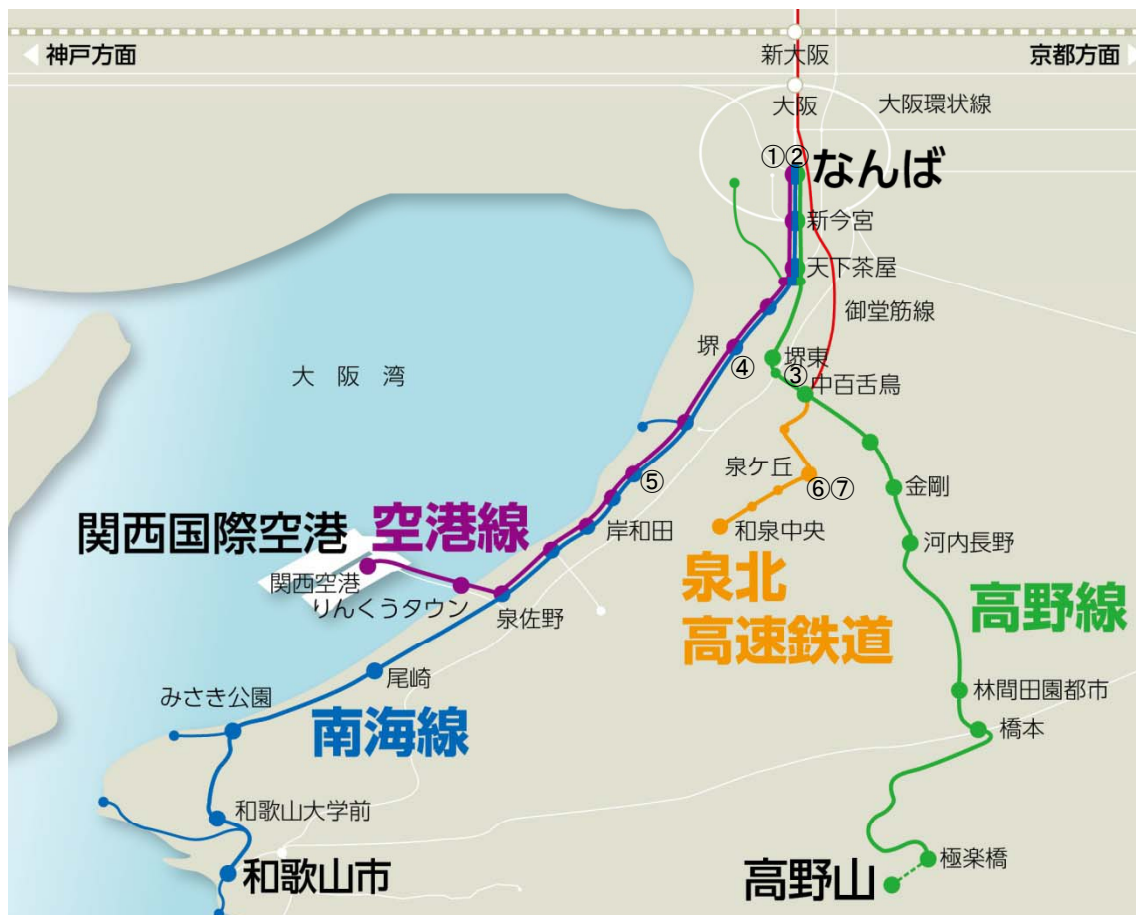 神戸方面
新大阪
京都方面
大阪
大阪環状線
①②
なんば
新今宮
天下茶屋
御堂筋線
堺
④
堺東
③
中百舌鳥
大阪湾
泉ケ丘
⑥⑦
⑤
金剛
関西国際空港
空港線
岸和田
和泉中央
河内長野
関西空港
りんくうタウン
泉佐野
泉北
高速鉄道
高野線
尾崎
みさき公園
南海線
林間田園都市
橋本
和歌山大学前
和歌山市
極楽橋
高野山